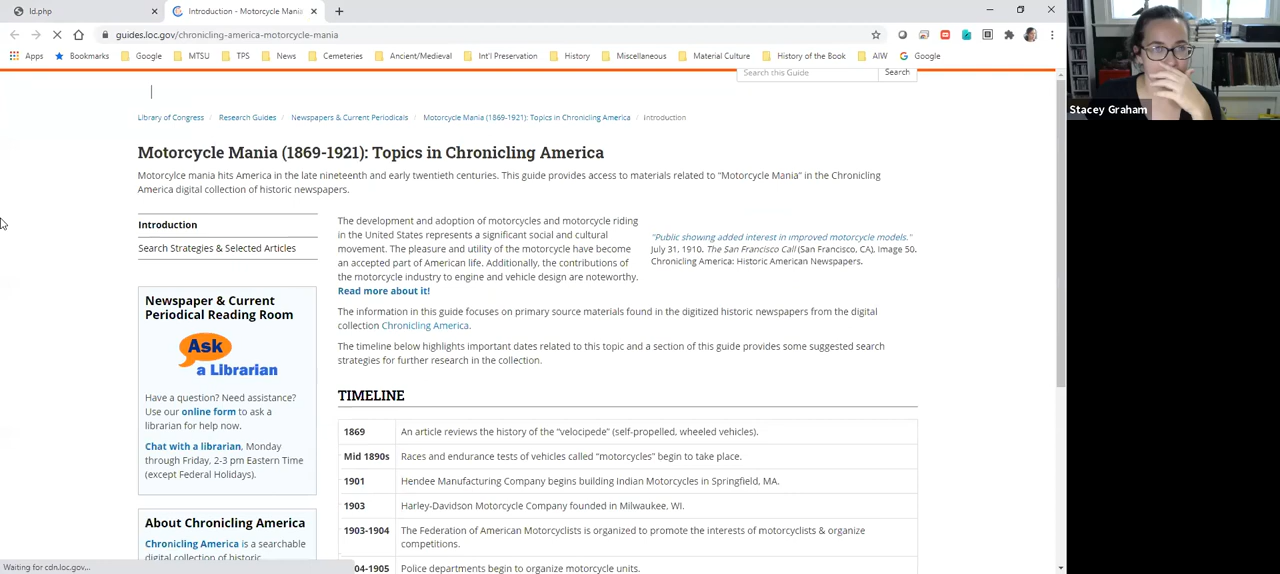 ld.php
Introduction - Motorcycle Mania
guides.loc.gov/chronicling-america-motorcycle-mania
Apps Bookmarks Google MTSU TPS News Cemeteries Ancient/Medieval Int'l Preservation History Miscellaneous Material Culture History of the Book AIW Google
Stacey Graham
Search this Guide Search
Library of Congress / Research Guides / Newspapers & Current Periodicals / Motorcycle Mania (1869-1921): Topics in Chronicling America / Introduction
Motorcycle Mania (1869-1921): Topics in Chronicling America
Motorylce mania hits America in the late nineteenth and early twentieth centuries. This guide provides access to materials related to "Motorcycle Mania" in the Chronicling
America digital collection of historic newspapers.
Introduction
Search Strategies & Selected Articles
Newspaper & Current
Periodical Reading Room
Ask
a Librarian
Have a question? Need assistance?
Use our online form to ask a
librarian for help now.
Chat with a librarian, Monday
through Friday, 2-3 pm Eastern Time
(except Federal Holidays).
About Chronicling America
Chronicling America is a searchable
digital collection of historic
The development and adoption of motorcycles and motorcycle riding
in the United States represents a significant social and cultural
movement. The pleasure and utility of the motorcycle have become
an accepted part of American life. Additionally, the contributions of
the motorcycle industry to engine and vehicle design are noteworthy.
Read more about it!
"Public showing added interest in improved motorcycle models."
July 31, 1910. The San Francisco Call (San Francisco, CA), Image 50.
Chronicling America: Historic American Newspapers.
The information in this guide focuses on primary source materials found in the digitized historic newspapers from the digital
collection Chronicling America.
The timeline below highlights important dates related to this topic and a section of this guide provides some suggested search
strategies for further research in the collection.
TIMELINE
1869 An article reviews the history of the "velocipede" (self-propelled, wheeled vehicles).
Mid 1890s Races and endurance tests of vehicles called "motorcycles" begin to take place.
1901 Hendee Manufacturing Company begins building Indian Motorcycles in Springfield, MA.
1903 Harley-Davidson Motorcycle Company founded in Milwaukee, WI.
1903-1904 The Federation of American Motorcyclists is organized to promote the interests of motorcyclists & organize
competitions.
04-1905 Police departments begin to organize motorcycle units.
Waiting for cdn.loc.gov...